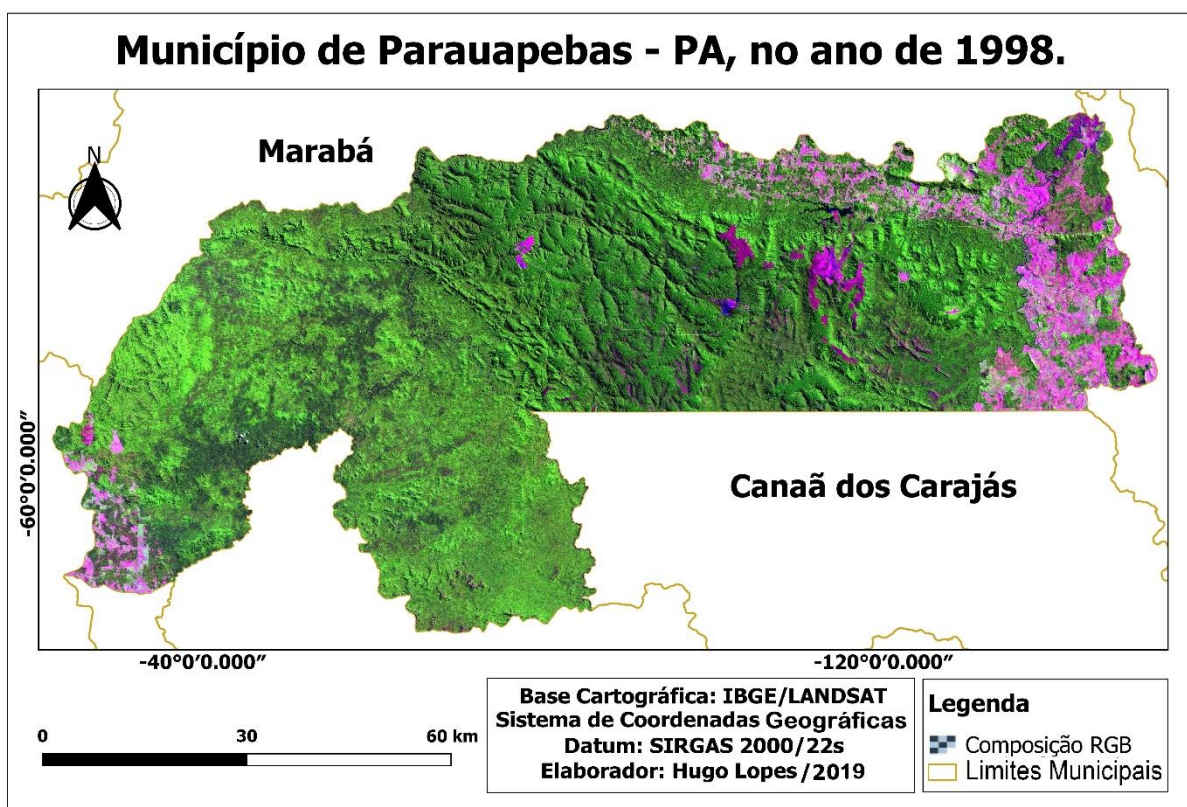 Município de Parauapebas - PA, no ano de 1998.
Marabá
N
Canaã dos Carajás
-60°0'0.000"
-40°0'0.000"
-120°0'0.000"
0 30 60 km
Base Cartográfica: IBGE/LANDSAT
Sistema de Coordenadas Geográficas
Datum: SIRGAS 2000/22s
Elaborador: Hugo Lopes/2019
Legenda
Composição RGB
Limites Municipais